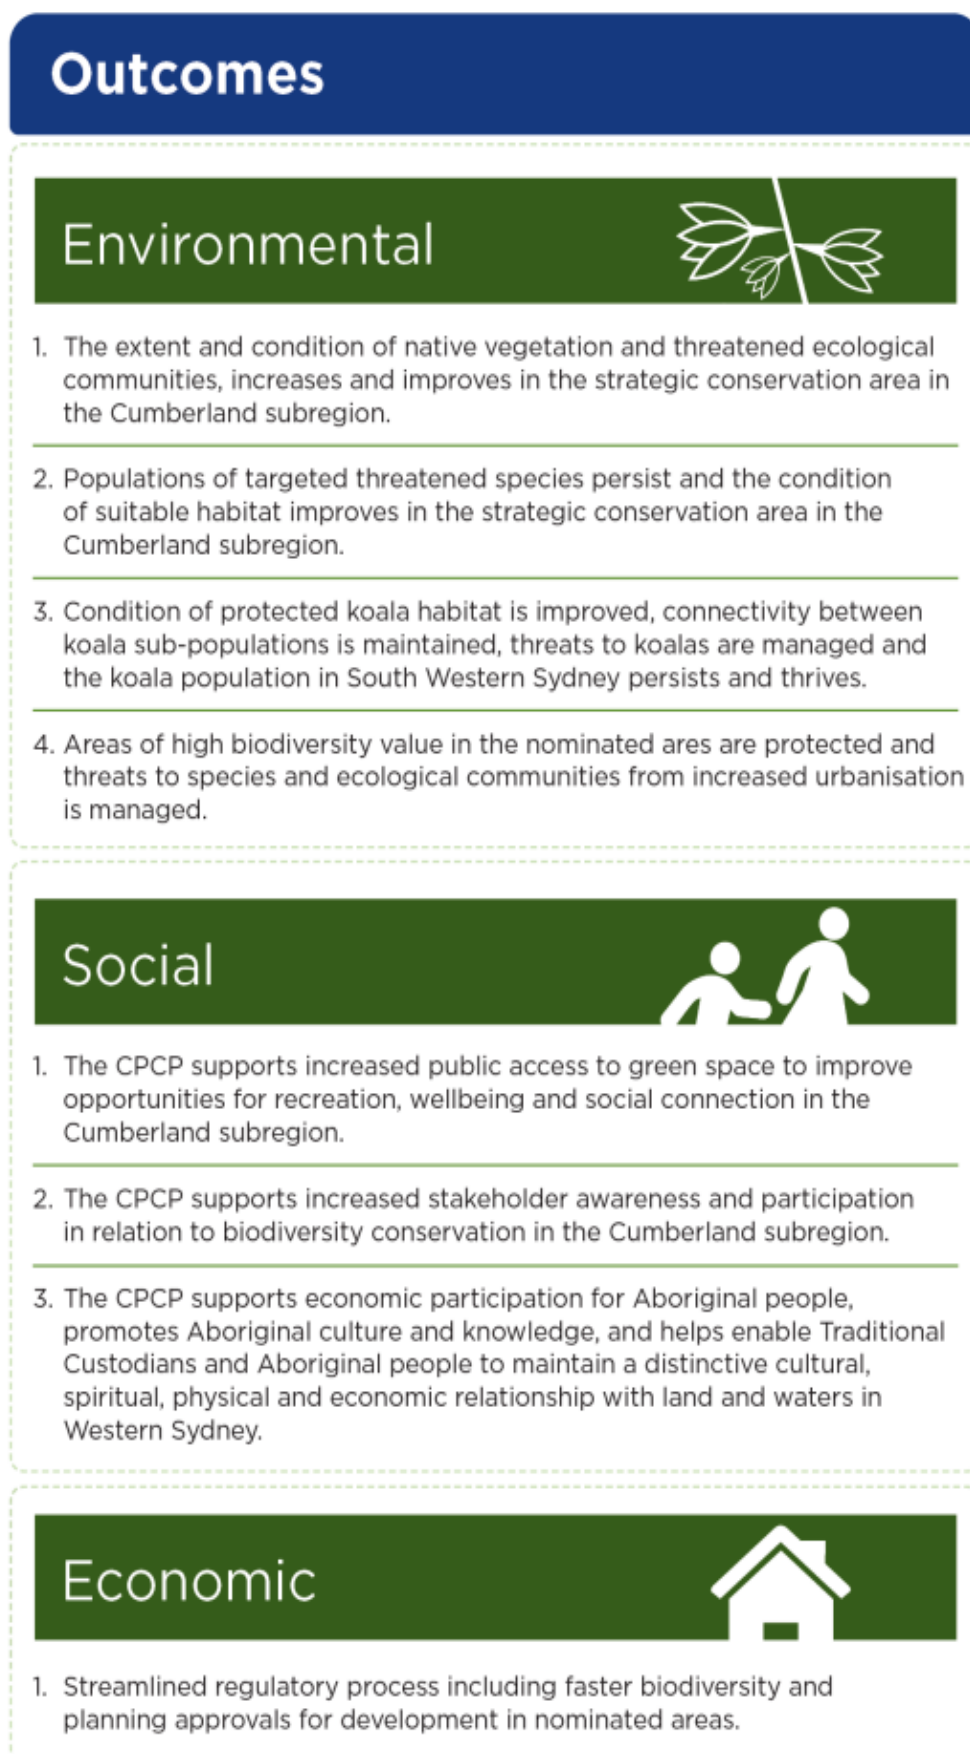 Outcomes
Environmental
1. The extent and condition of native vegetation and threatened ecological
communities, increases and improves in the strategic conservation area in
the Cumberland subregion.
2. Populations of targeted threatened species persist and the condition
of suitable habitat improves in the strategic conservation area in the
Cumberland subregion.
3. Condition of protected koala habitat is improved, connectivity between
koala sub-populations is maintained, threats to koalas are managed and
the koala population in South Western Sydney persists and thrives.
4. Areas of high biodiversity value in the nominated ares are protected and
threats to species and ecological communities from increased urbanisation
is managed.
Social
1. The CPCP supports increased public access to green space to improve
opportunities for recreation, wellbeing and social connection in the
Cumberland subregion.
2. The CPCP supports increased stakeholder awareness and participation
in relation to biodiversity conservation in the Cumberland subregion.
3. The CPCP supports economic participation for Aboriginal people,
promotes Aboriginal culture and knowledge, and helps enable Traditional
Custodians and Aboriginal people to maintain a distinctive cultural,
spiritual, physical and economic relationship with land and waters in
Western Sydney.
Economic
1. Streamlined regulatory process including faster biodiversity and
planning approvals for development in nominated areas.